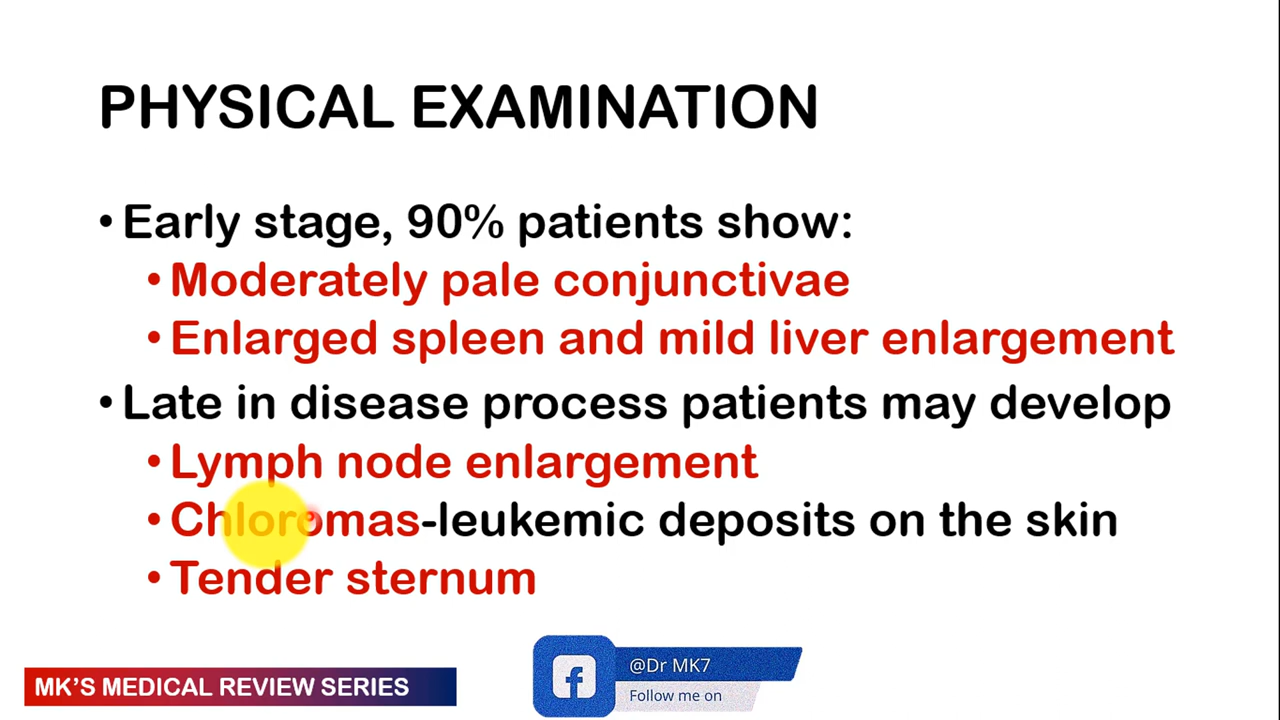 PHYSICAL EXAMINATION
• Early stage, 90% patients show:
• Moderately pale conjunctivae
• Enlarged spleen and mild liver enlargement
• Late in disease process patients may develop
• Lymph node enlargement
• Chloromas-leukemic deposits on the skin
• Tender sternum
@Dr MK7
MK'S MEDICAL REVIEW SERIES
Follow me on